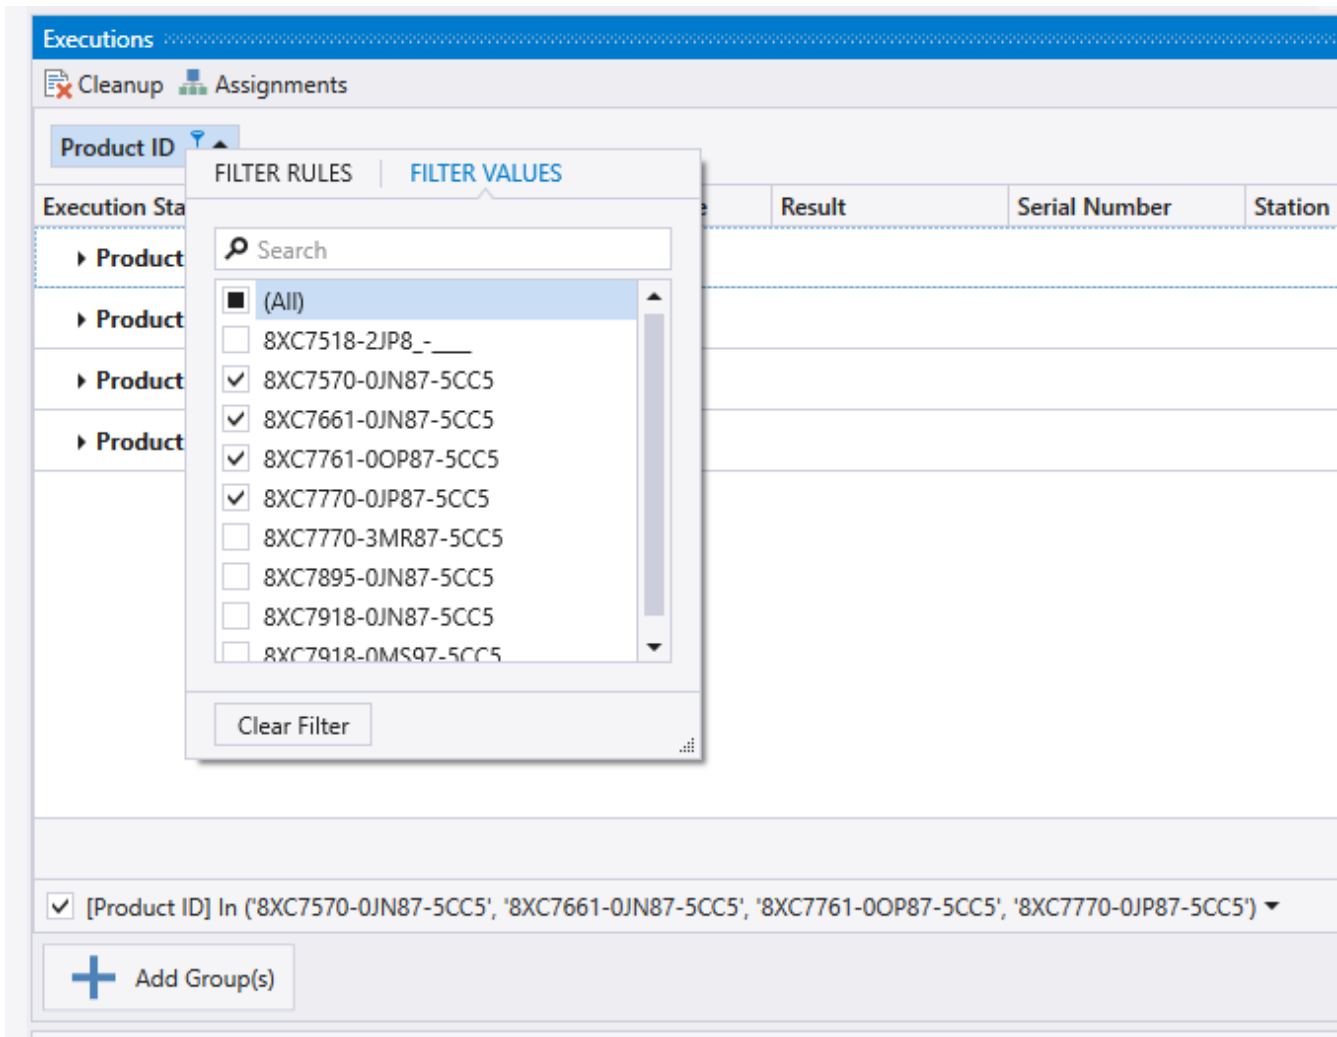 Executions
Cleanup Assignments
Product ID
FILTER RULES FILTER VALUES
Execution Sta Result Serial Number Station
Search
Product
(All)
Product
8XC7518-2JP8_-___
Product
8XC7570-0JN87-5CC5
8XC7661-0JN87-5CC5
Product
8XC7761-0OP87-5CC5
8XC7770-0JP87-5CC5
8XC7770-3MR87-5CC5
8XC7895-0JN87-5CC5
8XC7918-0JN87-5CC5
8XC7918-0MS97-5CC5
Clear Filter
[Product ID] In ('8XC7570-0JN87-5CC5', '8XC7661-0JN87-5CC5', '8XC7761-0OP87-5CC5', '8XC7770-0JP87-5CC5')
Add Group(s)